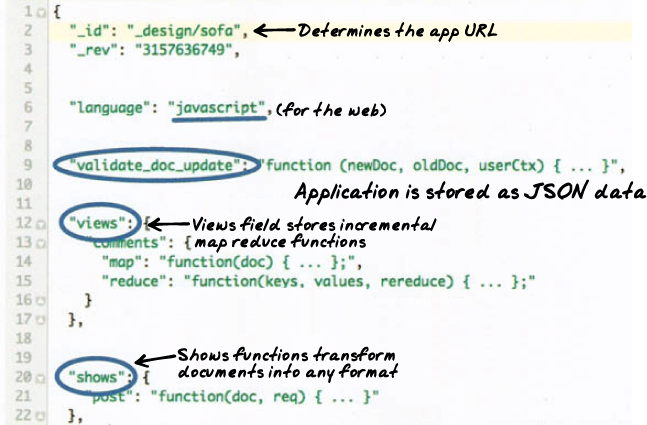 1 {
2 "_id": "_design/sofa", Determines the app URL
3 "_rev": "3157636749",
4
5
6 "language": "javascript", (for the web)
7
8
9 "validate_doc_update": "function (newDoc, oldDoc, userCtx) { ... }",
10 Application is stored as JSON data
11
12 "views": { Views field stores incremental
13 "comments": { map reduce functions
14 "map": "function(doc) { ... };",
15 "reduce": "function(keys, values, rereduce) { ... };"
16 }
17 },
18
19 Shows functions transform
20 "shows": { documents into any format
21 "post": "function(doc, req) { ... }"
22 },